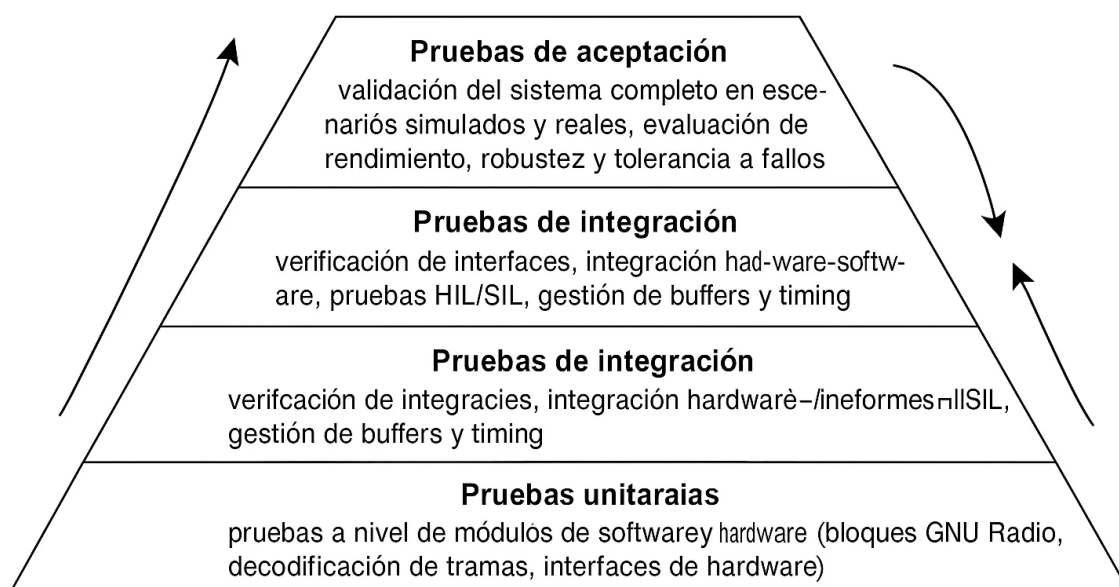 Pruebas de aceptación
validación del sistema completo en esce-
nariós simulados y reales, evaluación de
rendimiento, robustez y tolerancia a fallos
Pruebas de integración
verificación de interfaces, integración had-ware-softw-
are, pruebas HIL/SIL, gestión de buffers y timing
Pruebas de integración
verifcación de integracies, integración hardwarè–/ineformes
gestión de buffers y timing
Pruebas unitaraias
pruebas a nivel de módulos de softwarey hardware (bloques GNU Radio,
decodificación de tramas, interfaces de hardware)